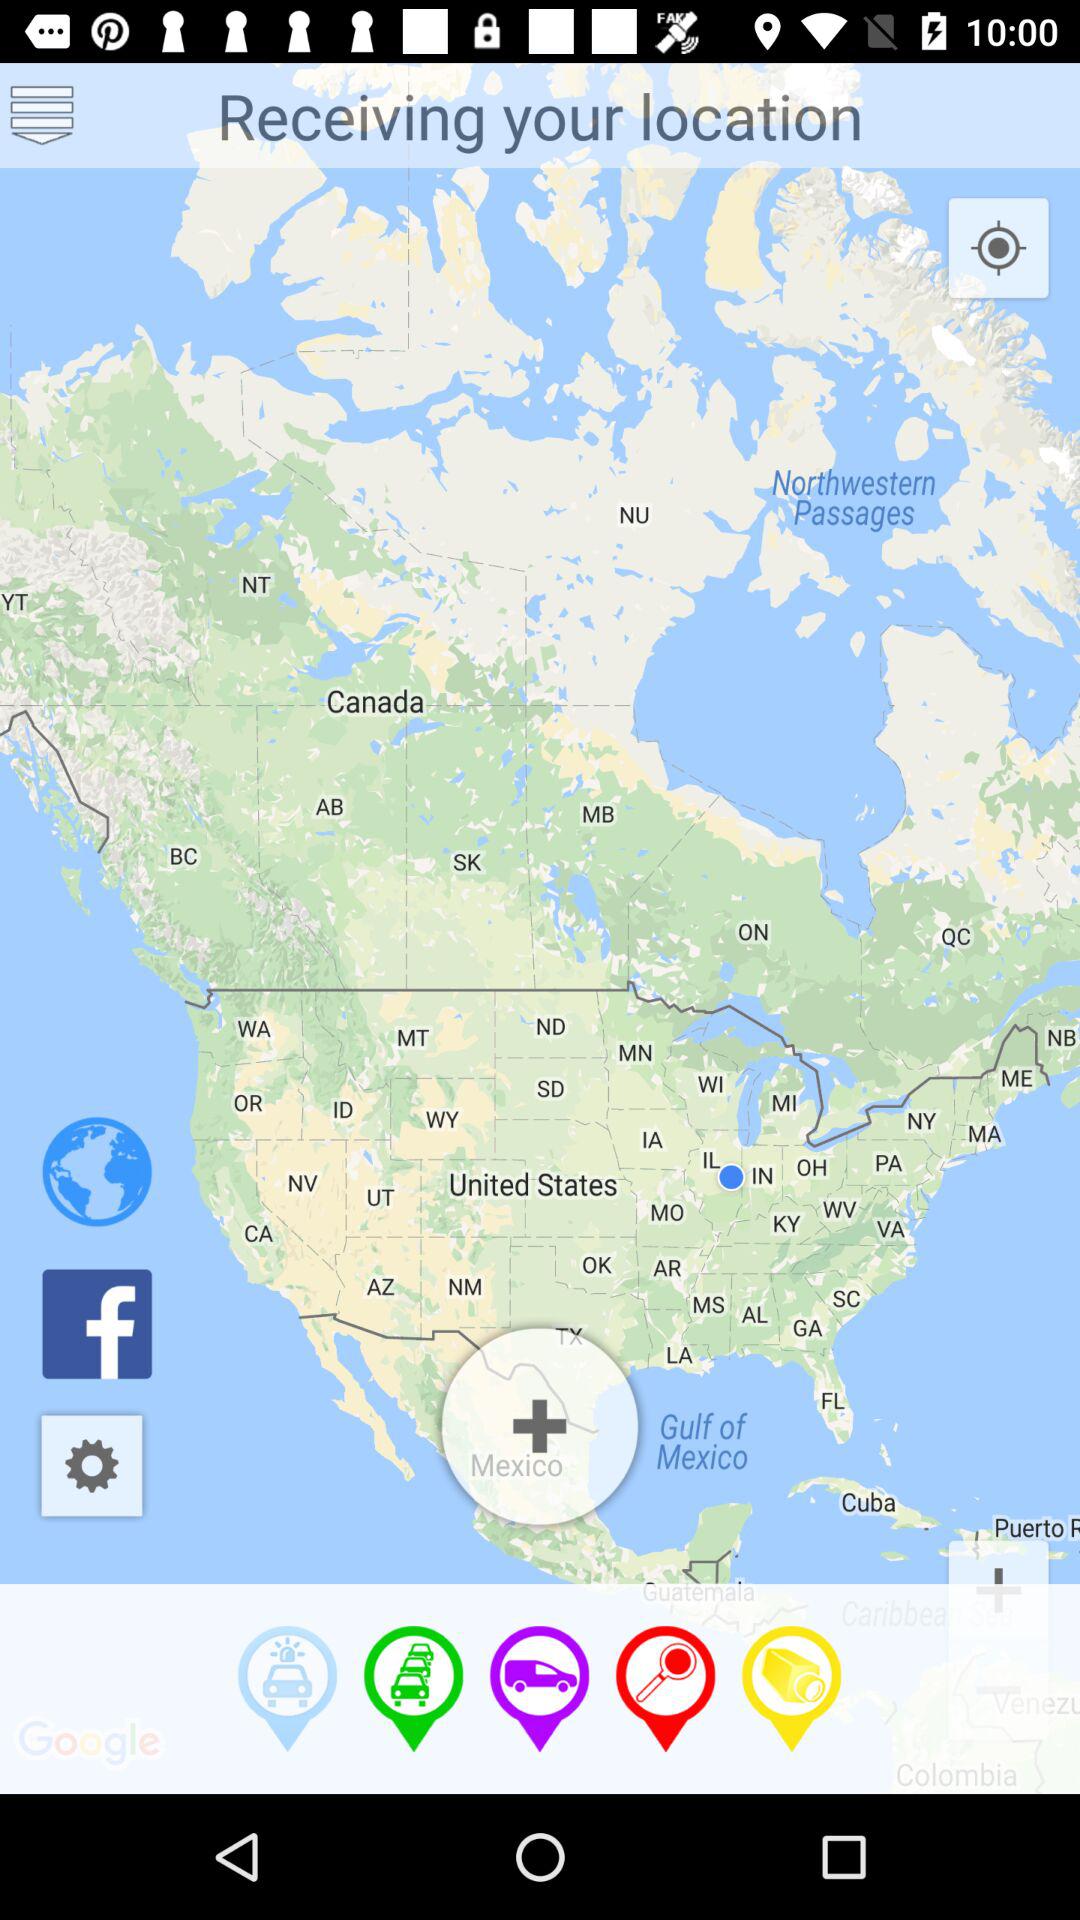 FAKE
10:00
Receiving your location
Northwestern
Passages
NU
NT
YT
Canada
AB
MB
BC
SK
ON
QC
WA
MT
ND
MN
NB
WI
ME
SD
OR
ID
MI
WY
NY
IA
MA
IL
IN
OH
PA
NV
UT
United States
MO
WV
KY
VA
CA
OK
AR
AZ
NM
MS
AL
SC
GA
TX
LA
FL
Gulf of
Mexico
Mexico
Cuba
Puerto R
Guatemala
Caribbean Sea
Venezu
Google
Colombia